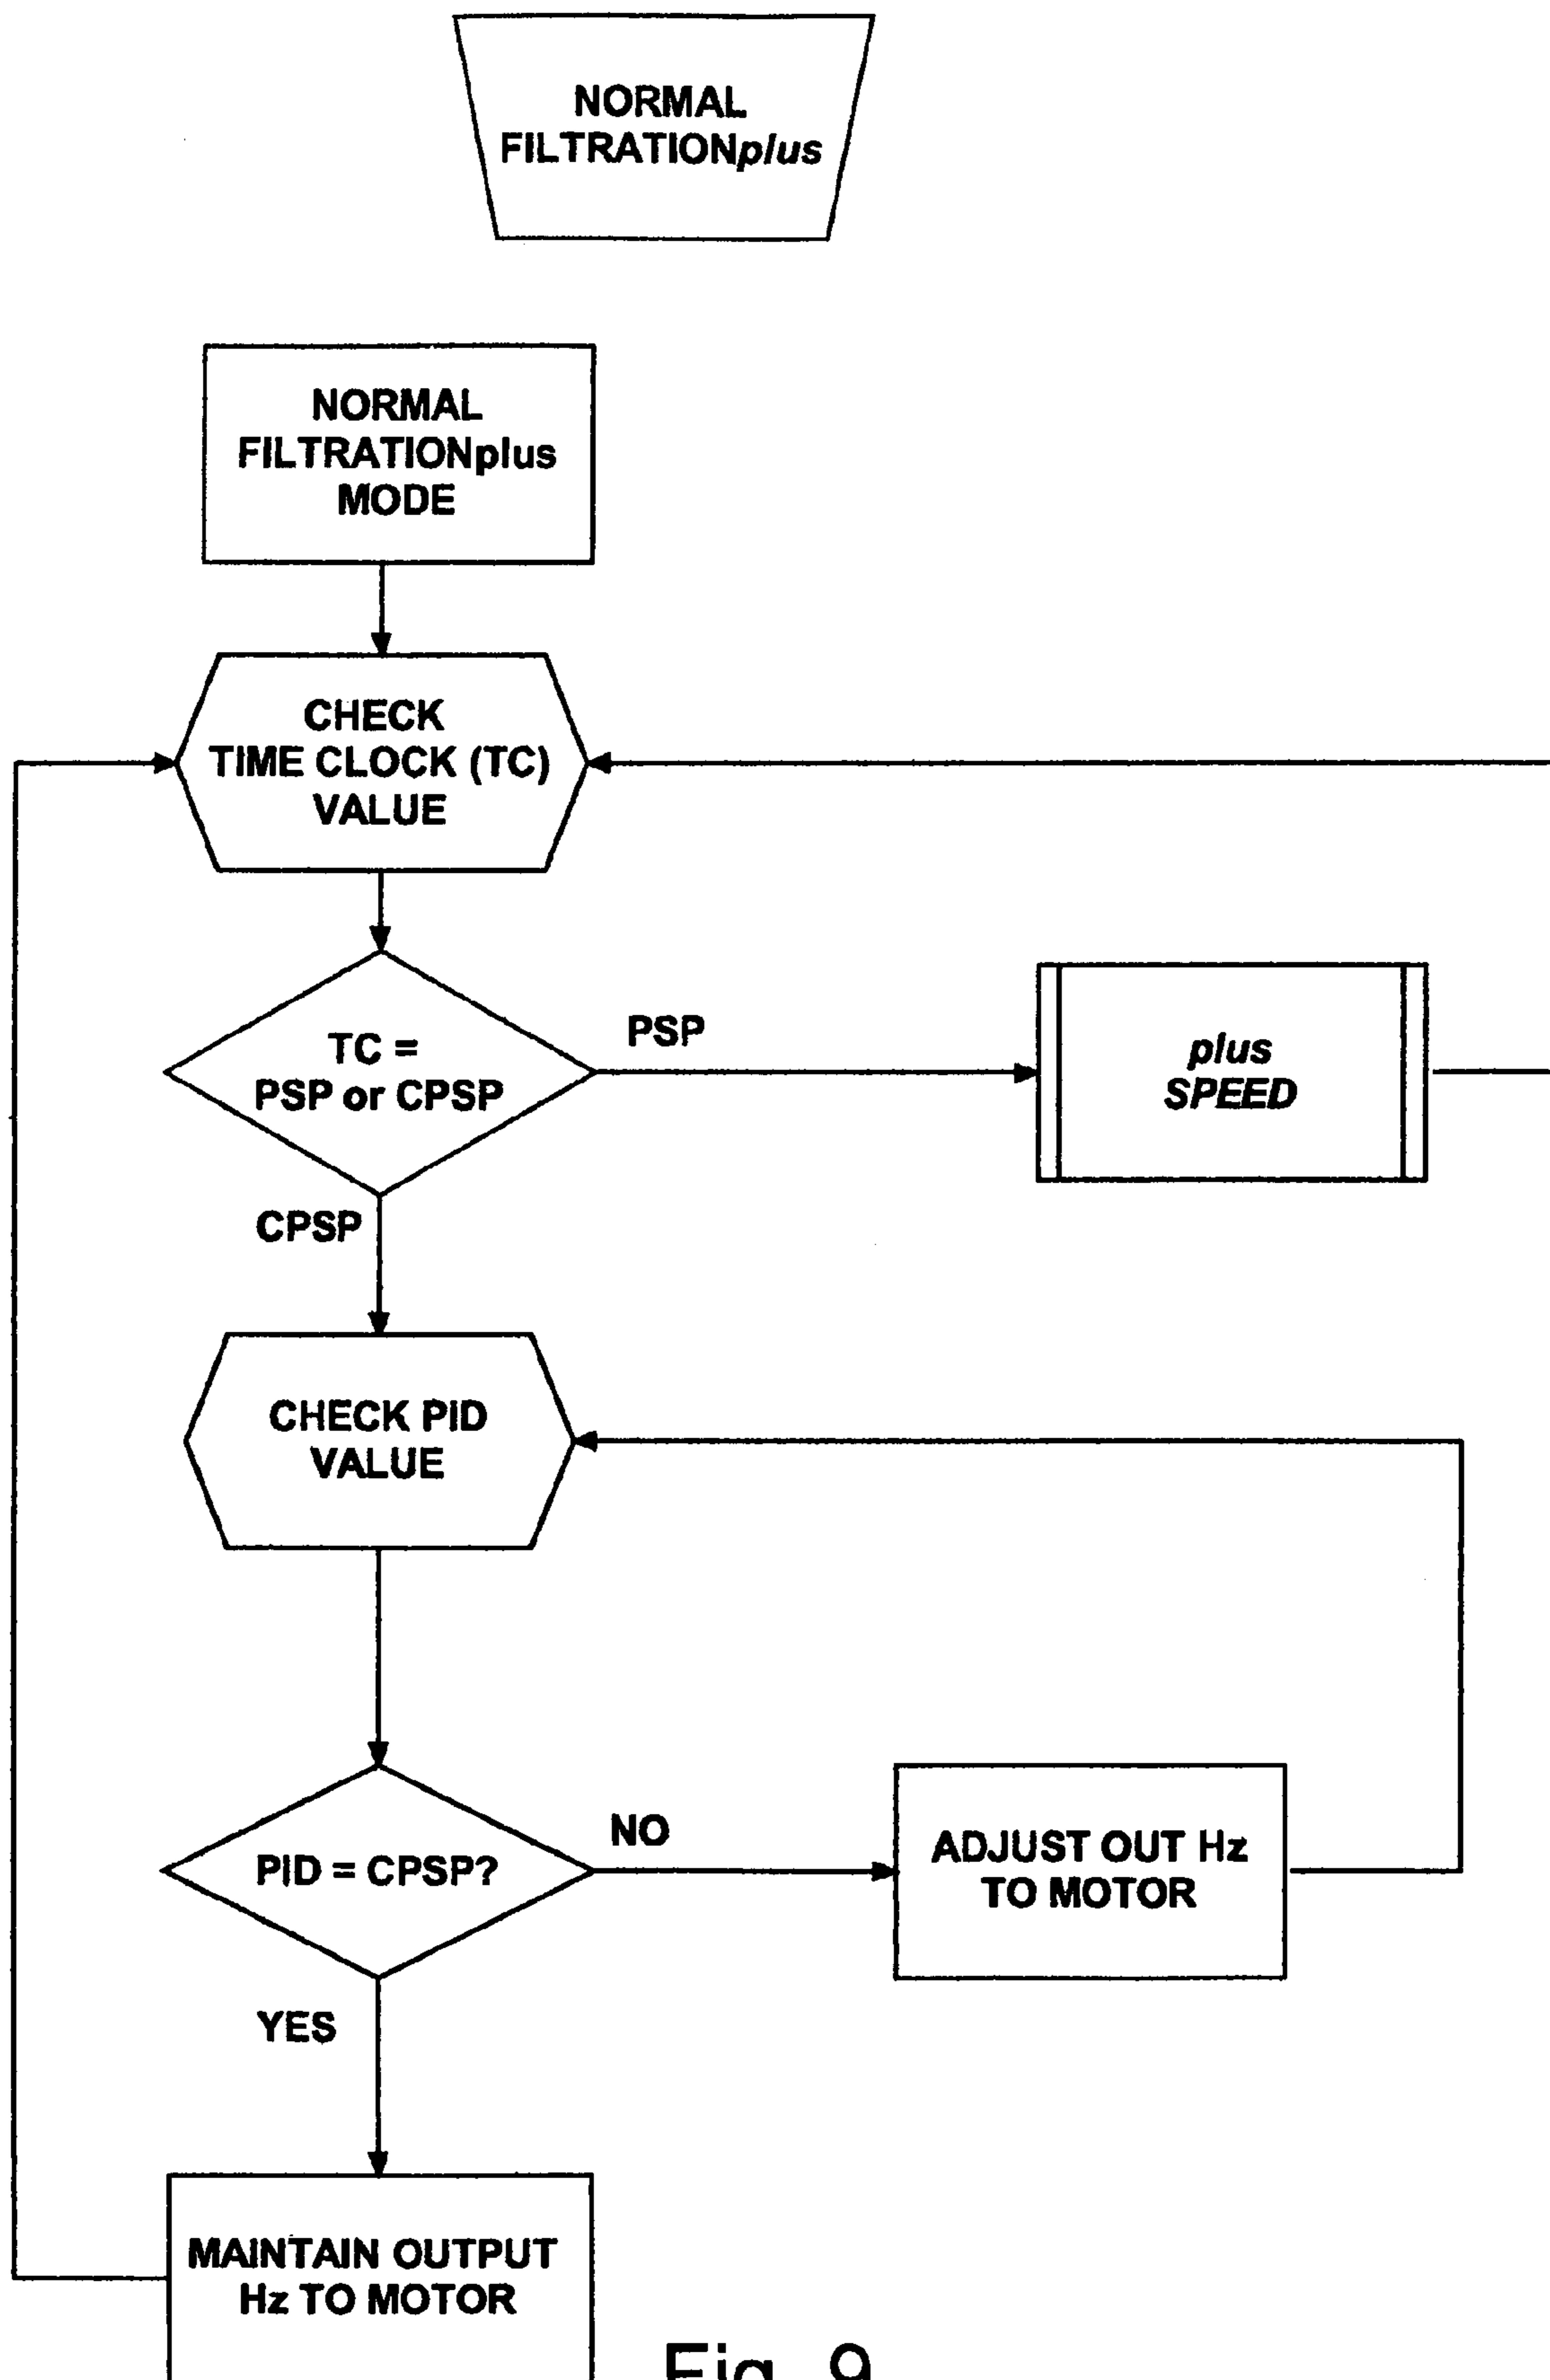 NORMAL
FILTRATIONplus
NORMAL
FILTRATIONplus
MODE
CHECK
TIME CLOCK (TC)
VALUE
TC =
PSP or CPSP
PSP
plus
SPEED
CPSP
CHECK PID
VALUE
PID = CPSP?
NO
ADJUST OUT Hz
TO MOTOR
YES
MAINTAIN OUTPUT
Hz TO MOTOR
Fig. 9